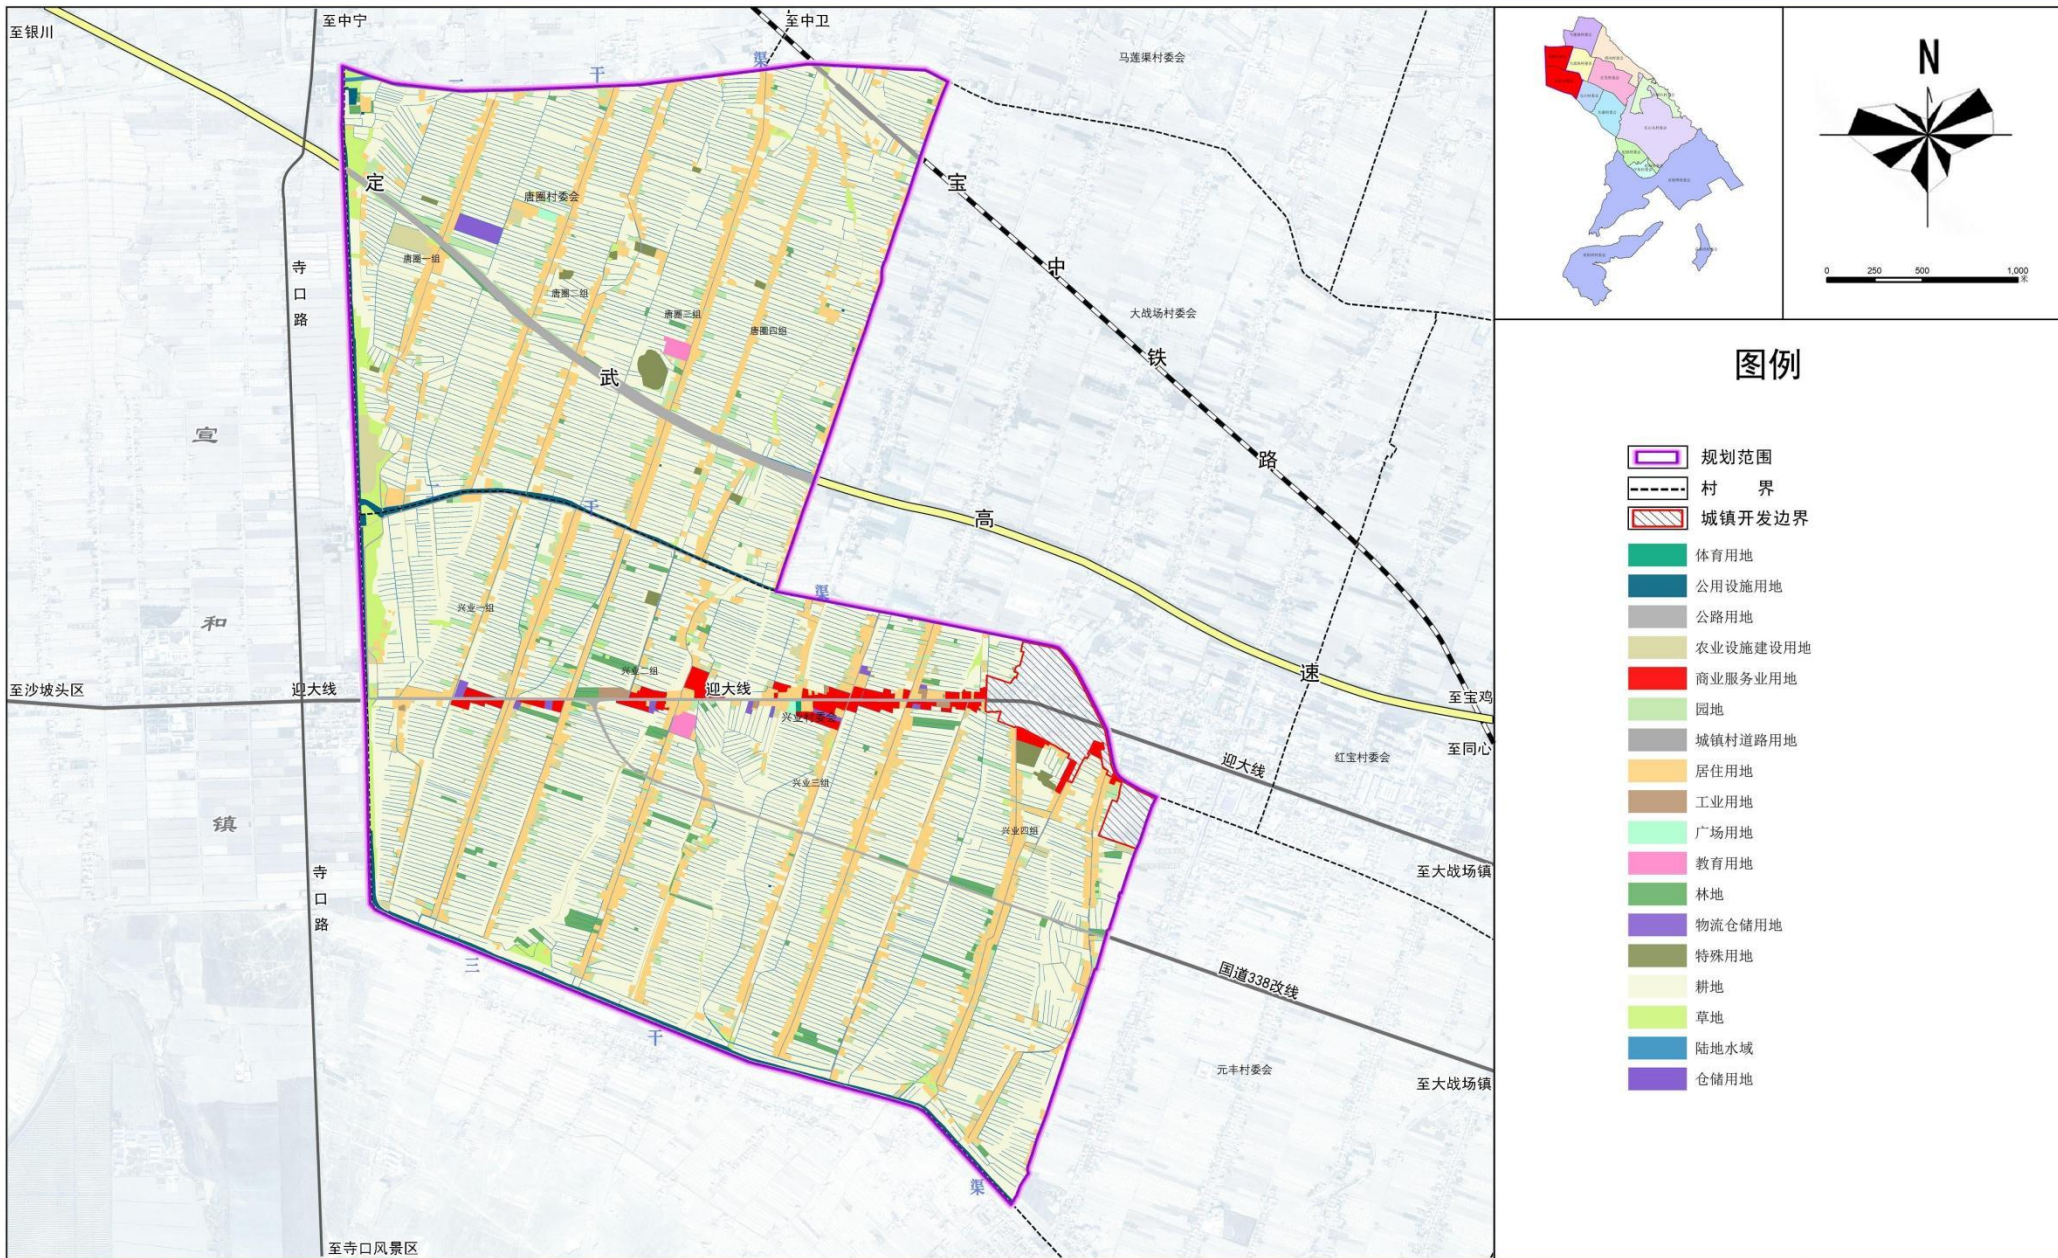 至银川
至中宁
至中卫
马莲渠村委会
一
干
渠
定
宝
唐圈村委会
唐圈一组
寺
口
路
唐圈二组
唐圈三组
唐圈四组
中
大战场村委会
铁
武
宣
路
干
高
渠
兴业一组
和
兴业二组
速
至沙坡头区
迎大线
迎大线
至宝鸡
兴业村委会
至同心
迎大线
红宝村委会
兴业三组
镇
兴业四组
至大战场镇
寺
口
路
三
国道338改线
干
元丰村委会
至大战场镇
渠
至寺口风景区
N
0 250 500 1,000
米
图例
规划范围
村 界
城镇开发边界
体育用地
公用设施用地
公路用地
农业设施建设用地
商业服务业用地
园地
城镇村道路用地
居住用地
工业用地
广场用地
教育用地
林地
物流仓储用地
特殊用地
耕地
草地
陆地水域
仓储用地